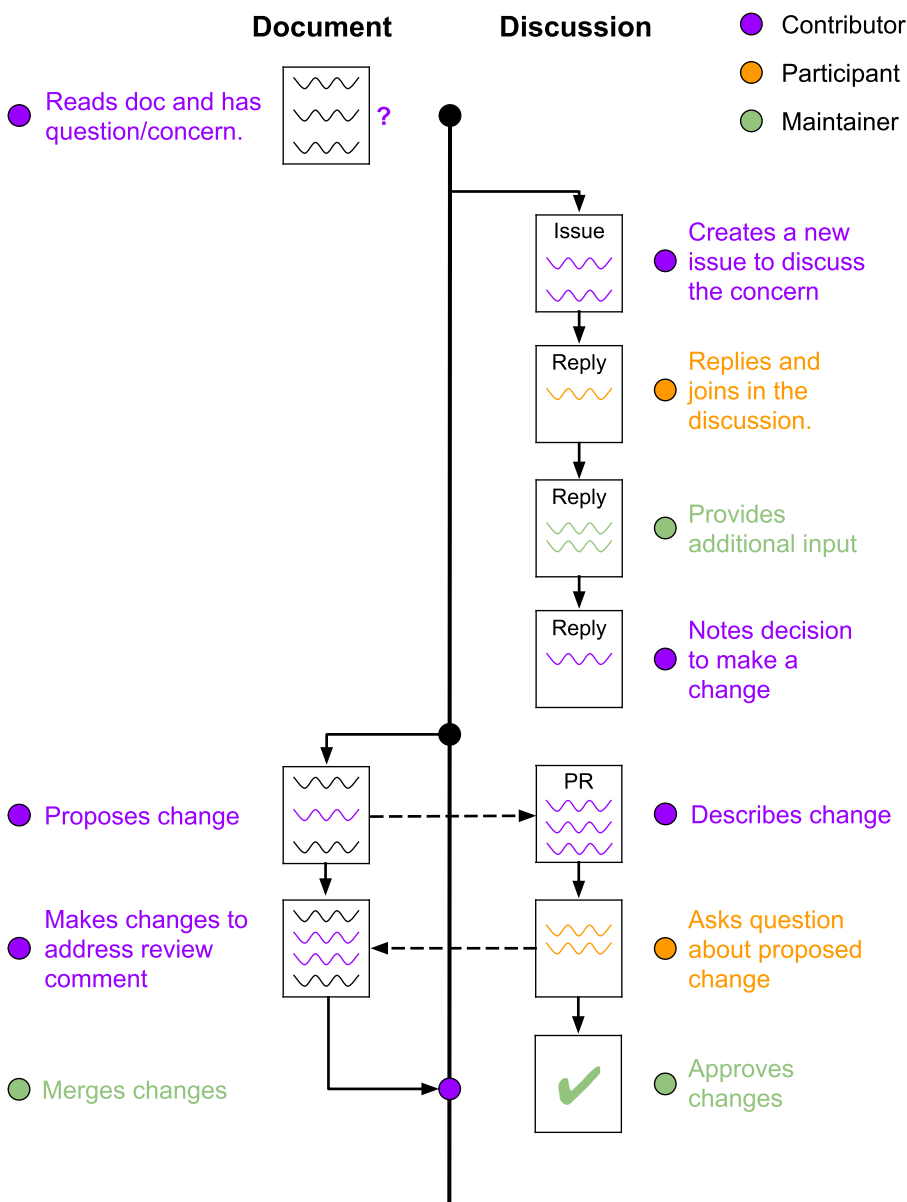 Document
Discussion
Contributor
Participant
Maintainer
Reads doc and has
question/concern.
?
Issue
Creates a new
issue to discuss
the concern
Reply
Replies and
joins in the
discussion.
Reply
Provides
additional input
Reply
Notes decision
to make a
change
Proposes change
PR
Describes change
Makes changes to
address review
comment
Asks question
about proposed
change
Merges changes
Approves
changes